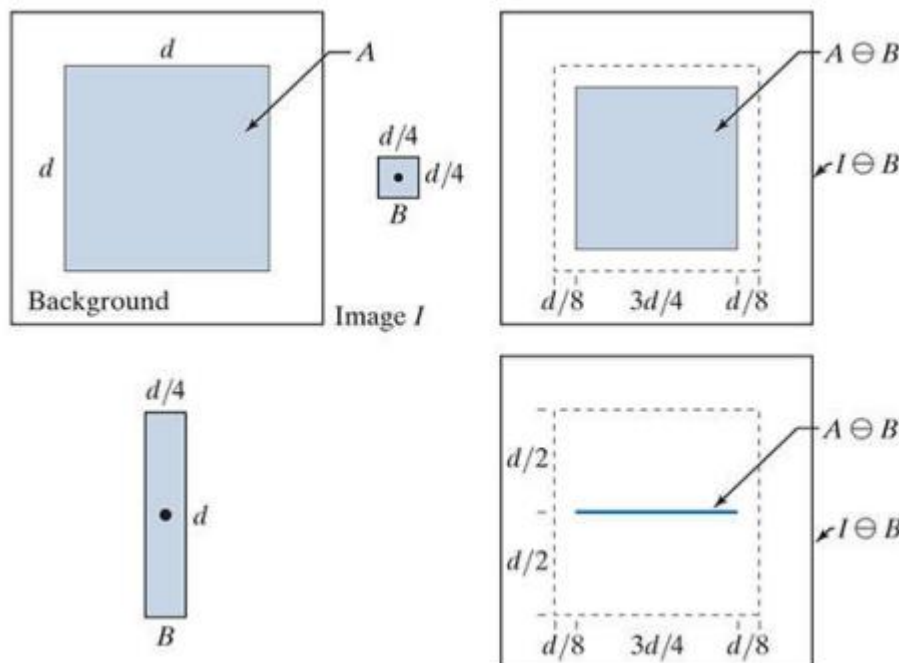 d
A
d
d/4
d/4
B
Background
Image I
A ⊖ B
I ⊖ B
d/8
3d/4
d/8
d/4
d
B
d/2
d/2
A ⊖ B
I ⊖ B
d/8
3d/4
d/8